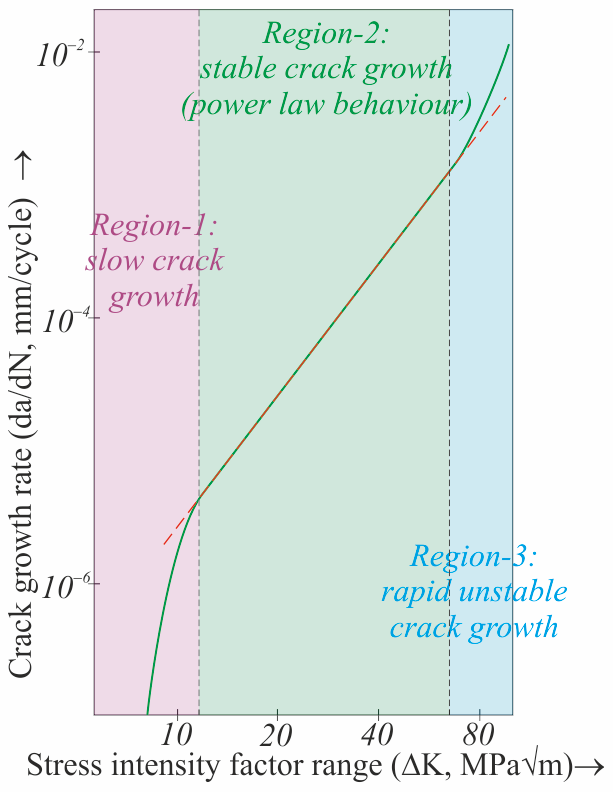 10⁻²
Region-2:
stable crack growth
(power law behaviour)
Region-1:
slow crack
growth
10⁻⁴
Crack growth rate (da/dN, mm/cycle) →
Region-3:
rapid unstable
crack growth
10⁻⁶
10 20 40 80
Stress intensity factor range (ΔK, MPa√m)→